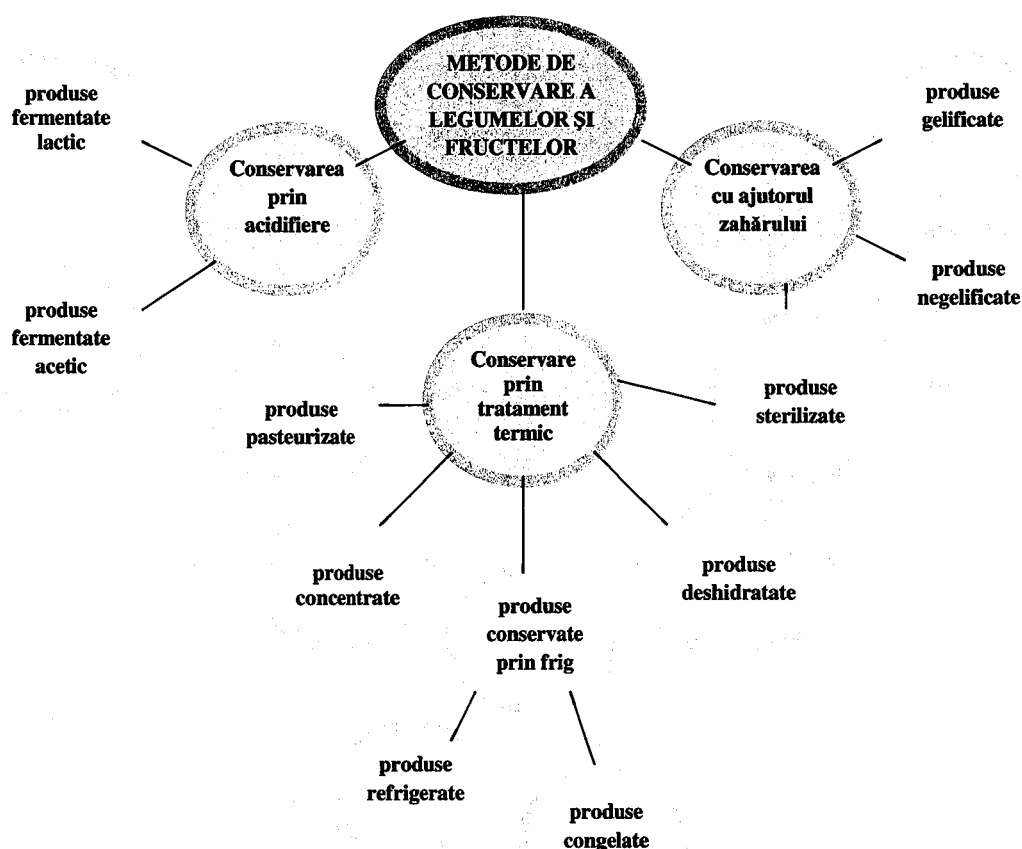 METODE DE
CONSERVARE A
LEGUMELOR ŞI
FRUCTELOR
produse
fermentate
lactic
Conservarea
prin
acidifiere
produse
fermentate
acetic
Conservarea
cu ajutorul
zahărului
produse
gelificate
produse
negelificate
Conservare
prin
tratament
termic
produse
pasteurizate
produse
sterilizate
produse
concentrate
produse
conservate
prin frig
produse
deshidratate
produse
refrigerate
produse
congelate